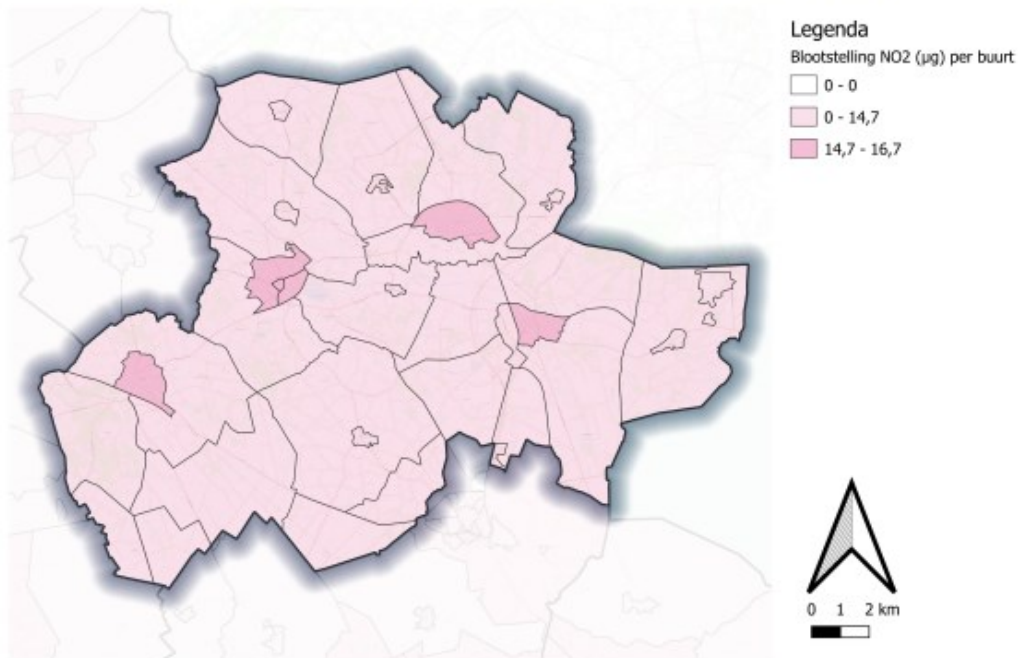 Legenda
Blootstelling NO2 (µg) per buurt
0 - 0
0 - 14,7
14,7 - 16,7
0 1 2 km